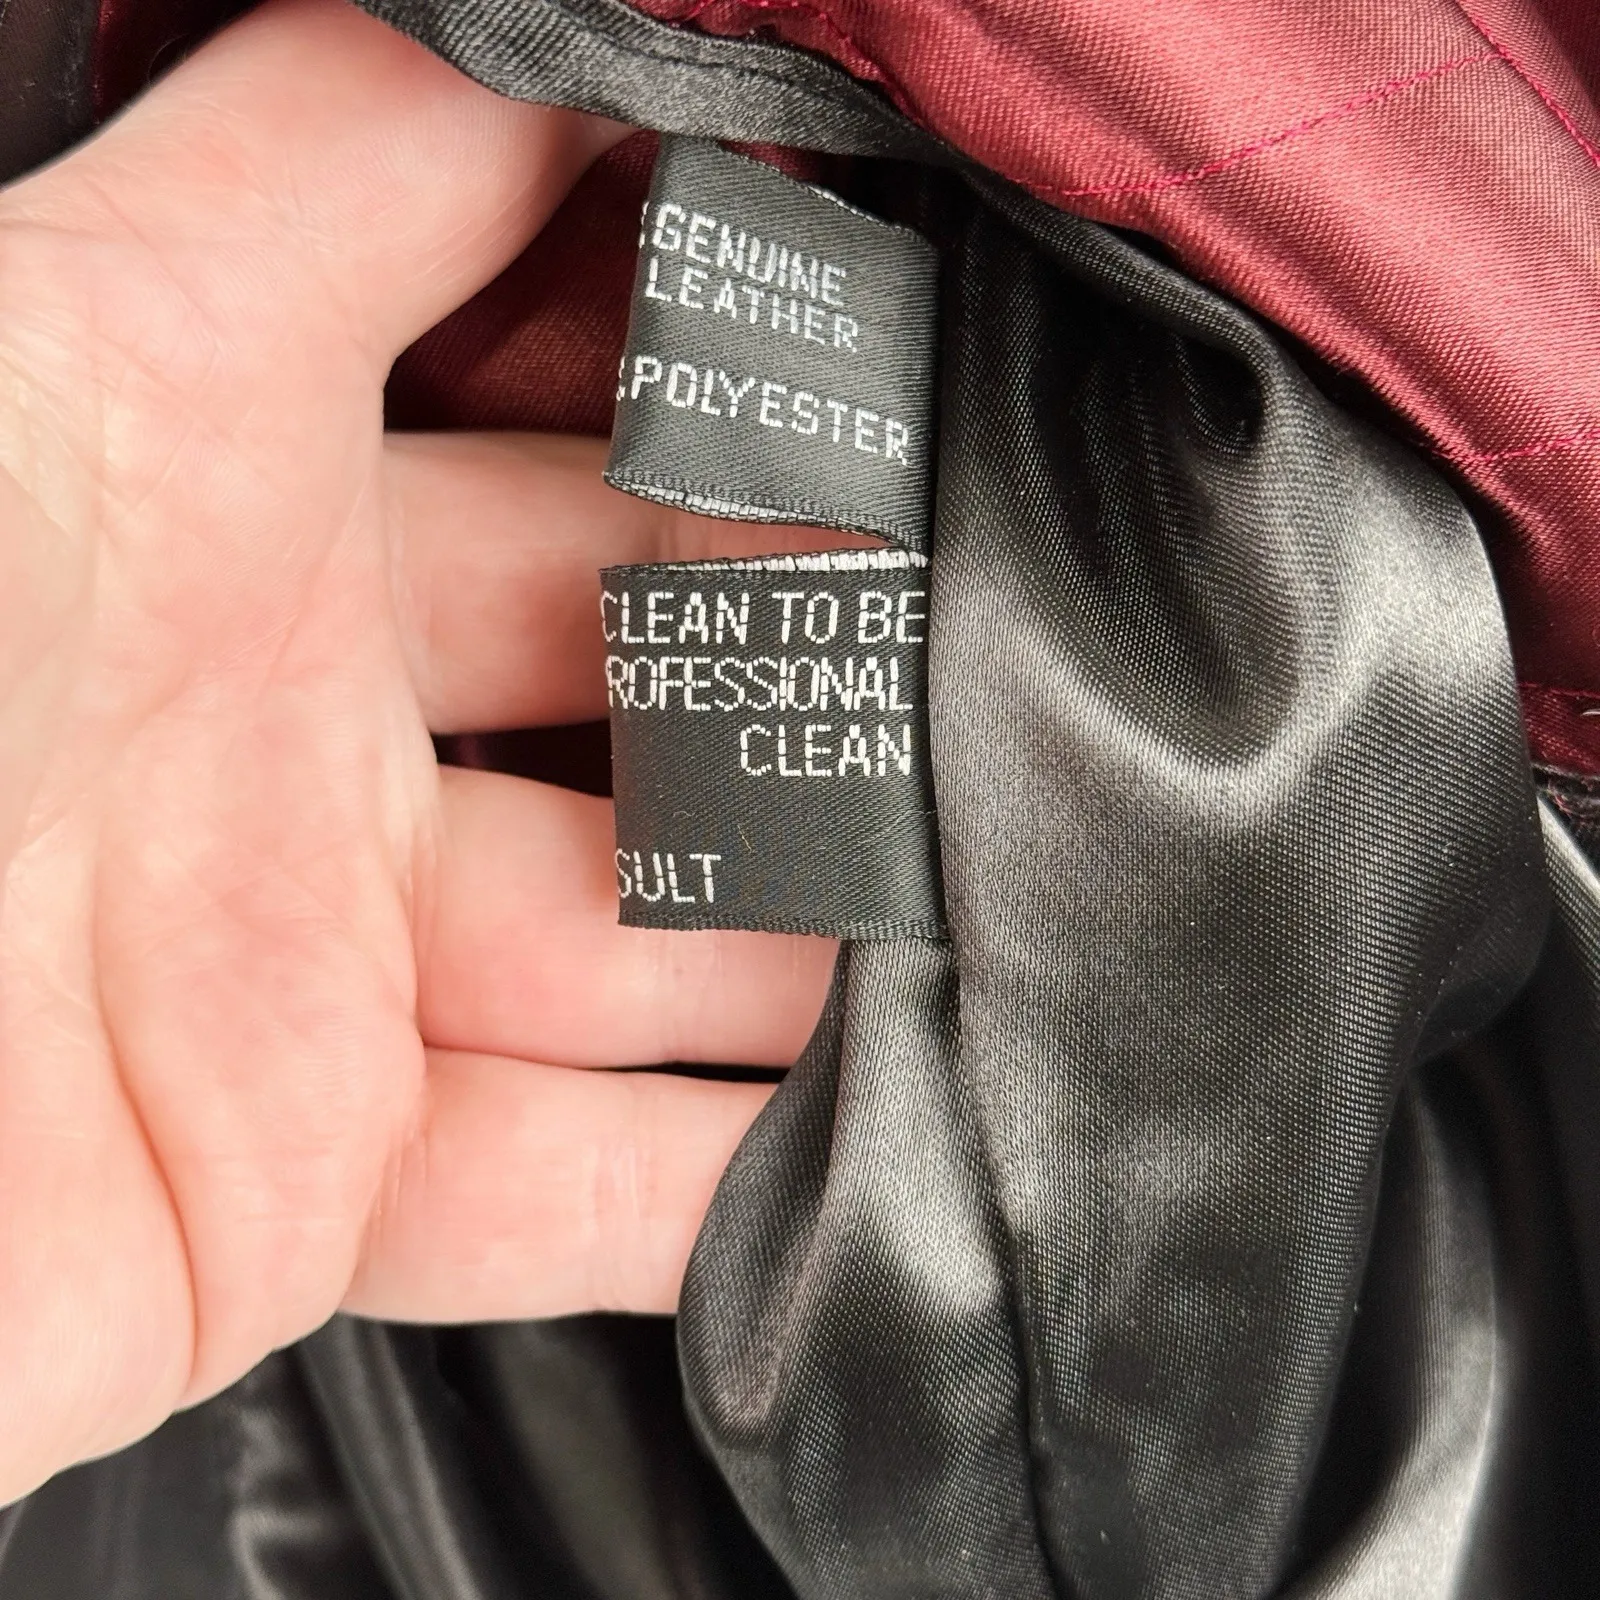 GENUINE
LEATHER
POLYESTER
CLEAN TO BE
ROFESSIONAL
CLEAN
SULT